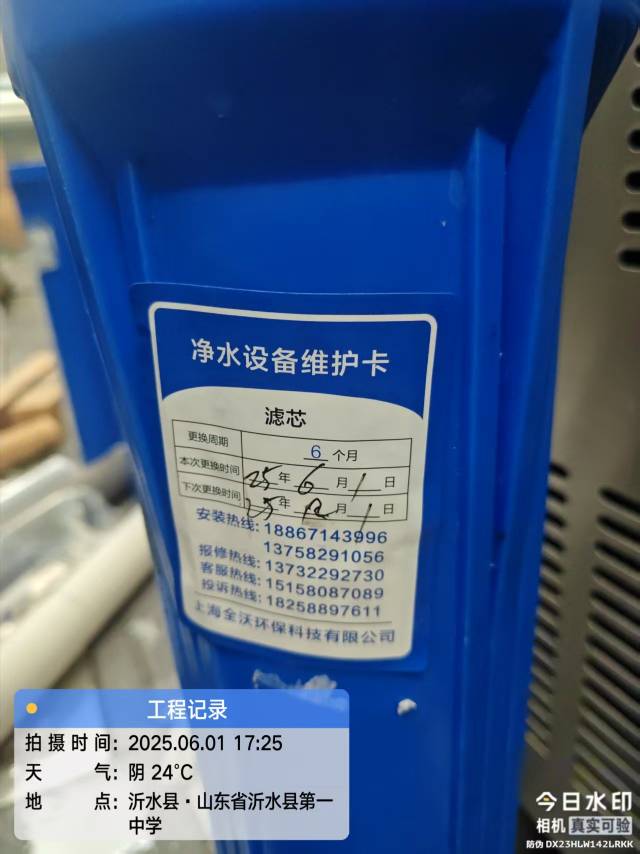 净水设备维护卡
滤芯
更换周期 6 个月
本次更换时间 25 年 6 月 1 日
下次更换时间 25 年 12 月 1 日
安装热线: 18867143996
13758291056
报修热线: 13732292730
客服热线: 15158087089
投诉热线: 18258897611
上海全沃环保科技有限公司
工程记录
拍摄时间: 2025.06.01 17:25
天气: 阴 24℃
地点: 沂水县·山东省沂水县第一
中学
今日水印
相机 真实可验
防伪 DX23HLW142LRKK